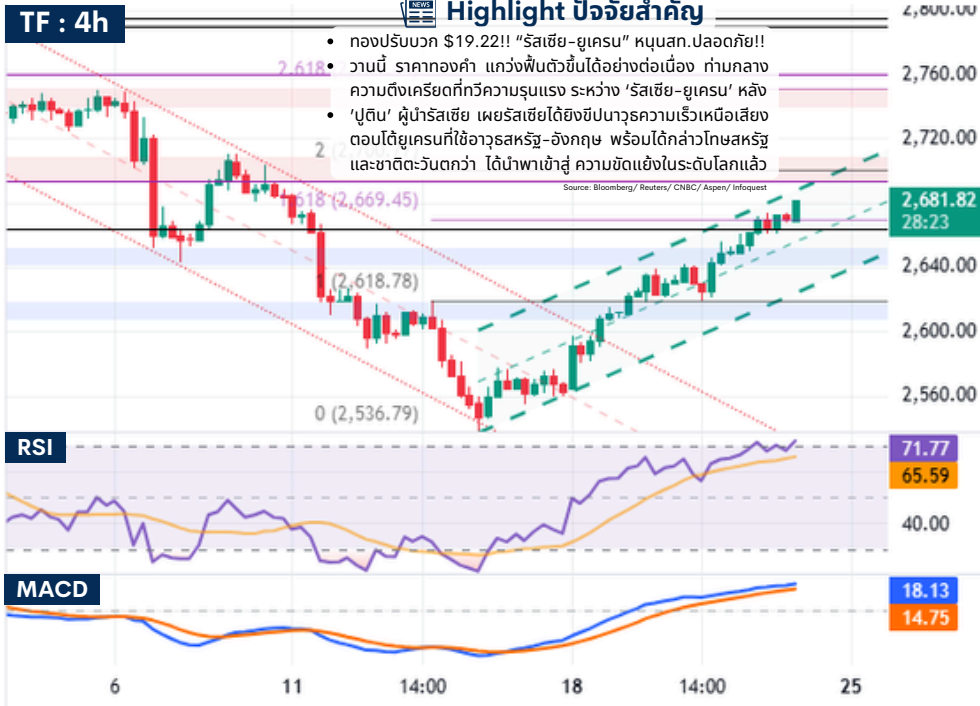 TF : 4h
NEWS
Highlight ปัจจัยสำคัญ
ทองปรับบวก $19.22!! “รัสเซีย-ยูเครน” หนุนสท.ปลอดภัย!!
วานนี้ ราคาทองคำ แกว่งฟื้นตัวขึ้นได้อย่างต่อเนื่อง ท่ามกลาง
ความตึงเครียดที่ทวีความรุนแรง ระหว่าง ‘รัสเซีย-ยูเครน’ หลัง
‘ปูติน’ ผู้นำรัสเซีย เผยรัสเซียได้ยิงขีปนาวุธความเร็วเหนือเสียง
ตอบโต้ยูเครนที่ใช้อาวุธสหรัฐ-อังกฤษ พร้อมได้กล่าวโทษสหรัฐ
และชาติตะวันตกว่า ได้นำพาเข้าสู่ ความขัดแย้งในระดับโลกแล้ว
Source: Bloomberg/ Reuters/ CNBC/ Aspen/ Infoquest
2,800.00
2,760.00
2,720.00
2,681.82
28:23
2,640.00
2,600.00
2,560.00
2.618
2
1.618 (2,669.45)
1 (2,618.78)
0 (2,536.79)
RSI
71.77
65.59
40.00
MACD
18.13
14.75
6
11
14:00
18
14:00
25